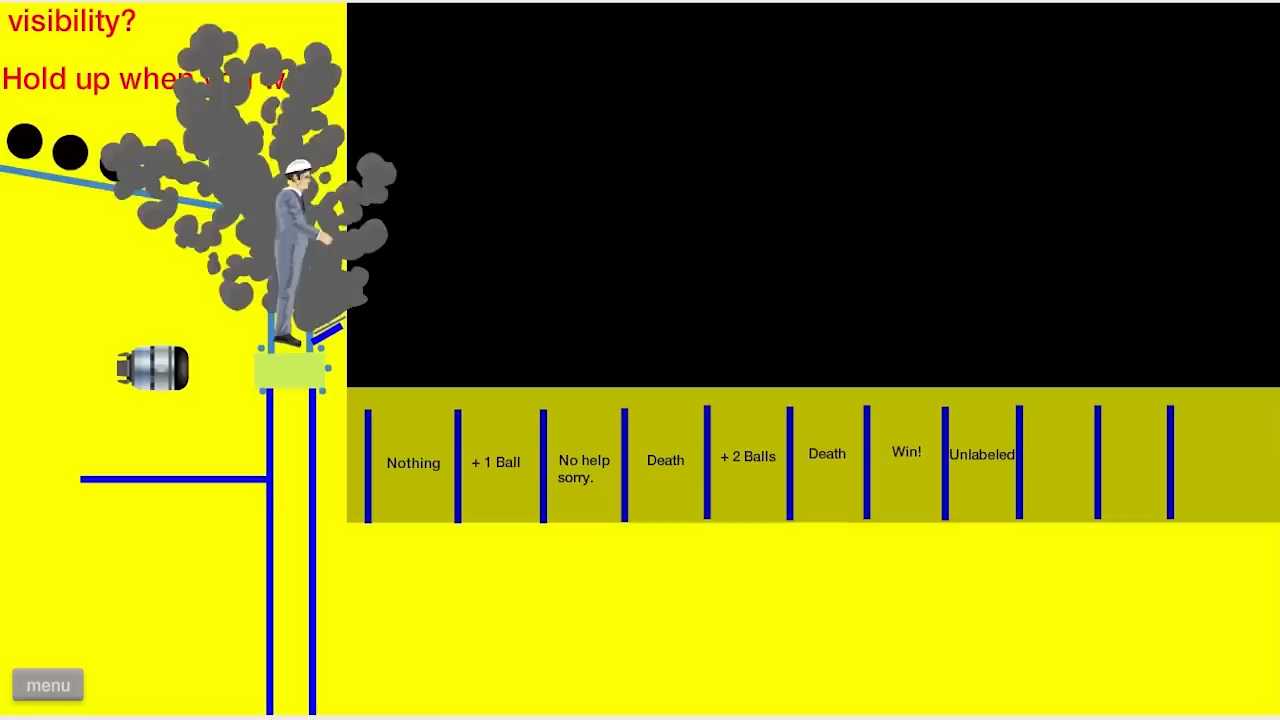 visibility?
Hold up when
Nothing
+ 1 Ball
No help
sorry.
Death
+ 2 Balls
Death
Win!
Unlabeled
menu